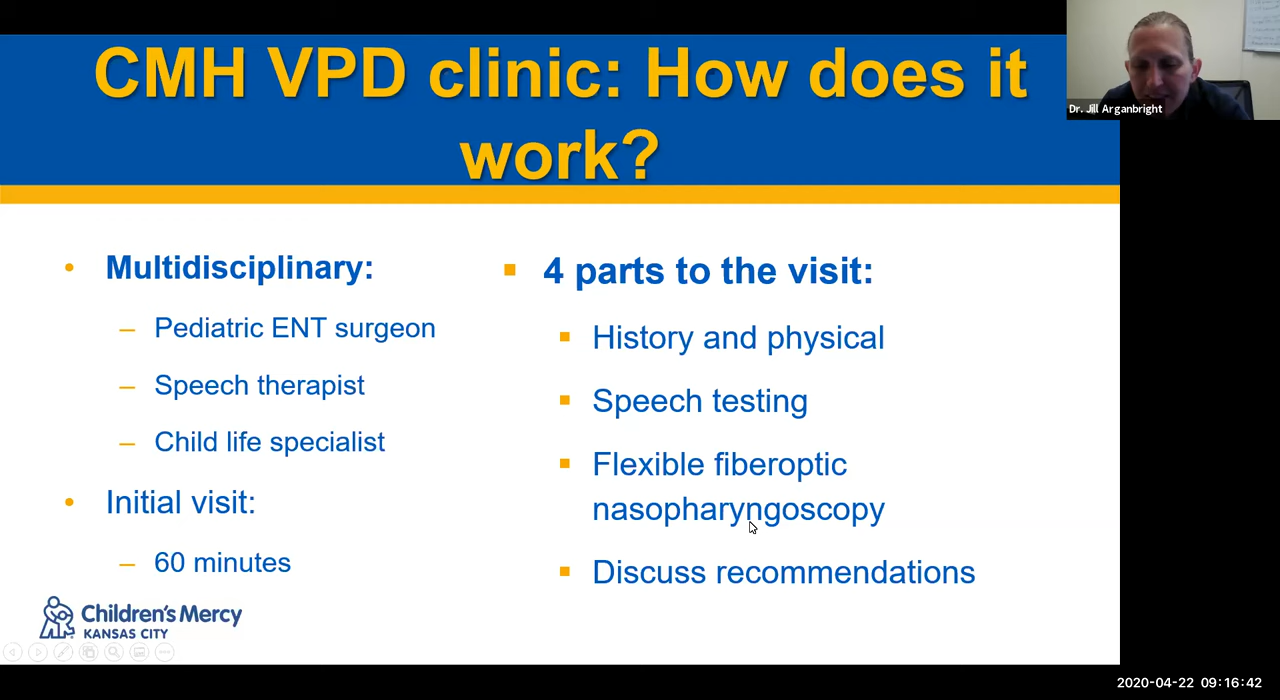 CMH VPD clinic: How does it
work?
Dr. Jill Arganbright
• Multidisciplinary:
– Pediatric ENT surgeon
– Speech therapist
– Child life specialist
• Initial visit:
– 60 minutes
▪ 4 parts to the visit:
▪ History and physical
▪ Speech testing
▪ Flexible fiberoptic
nasopharyngoscopy
▪ Discuss recommendations
Children's Mercy
KANSAS CITY
2020-04-22 09:16:42